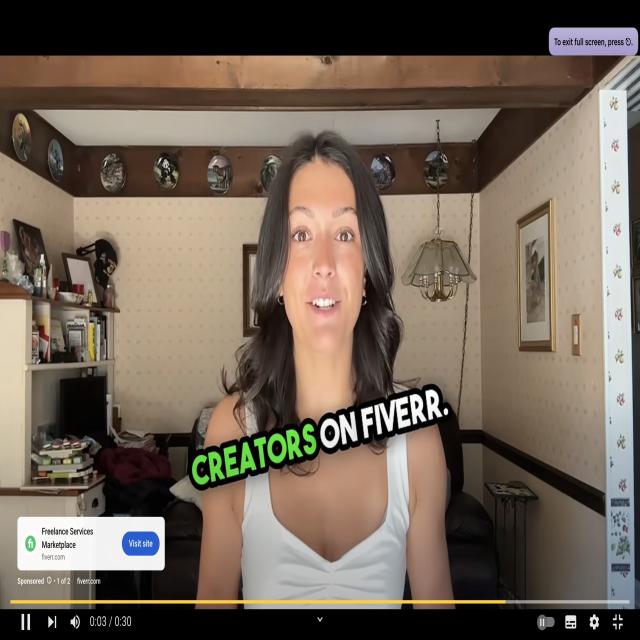 To exit full screen, press
CREATORS ON FIVERR.
Freelance Services
Marketplace
fiverr.com
Visit site
Sponsored • 1 of 2 fiverr.com
0:03 / 0:30